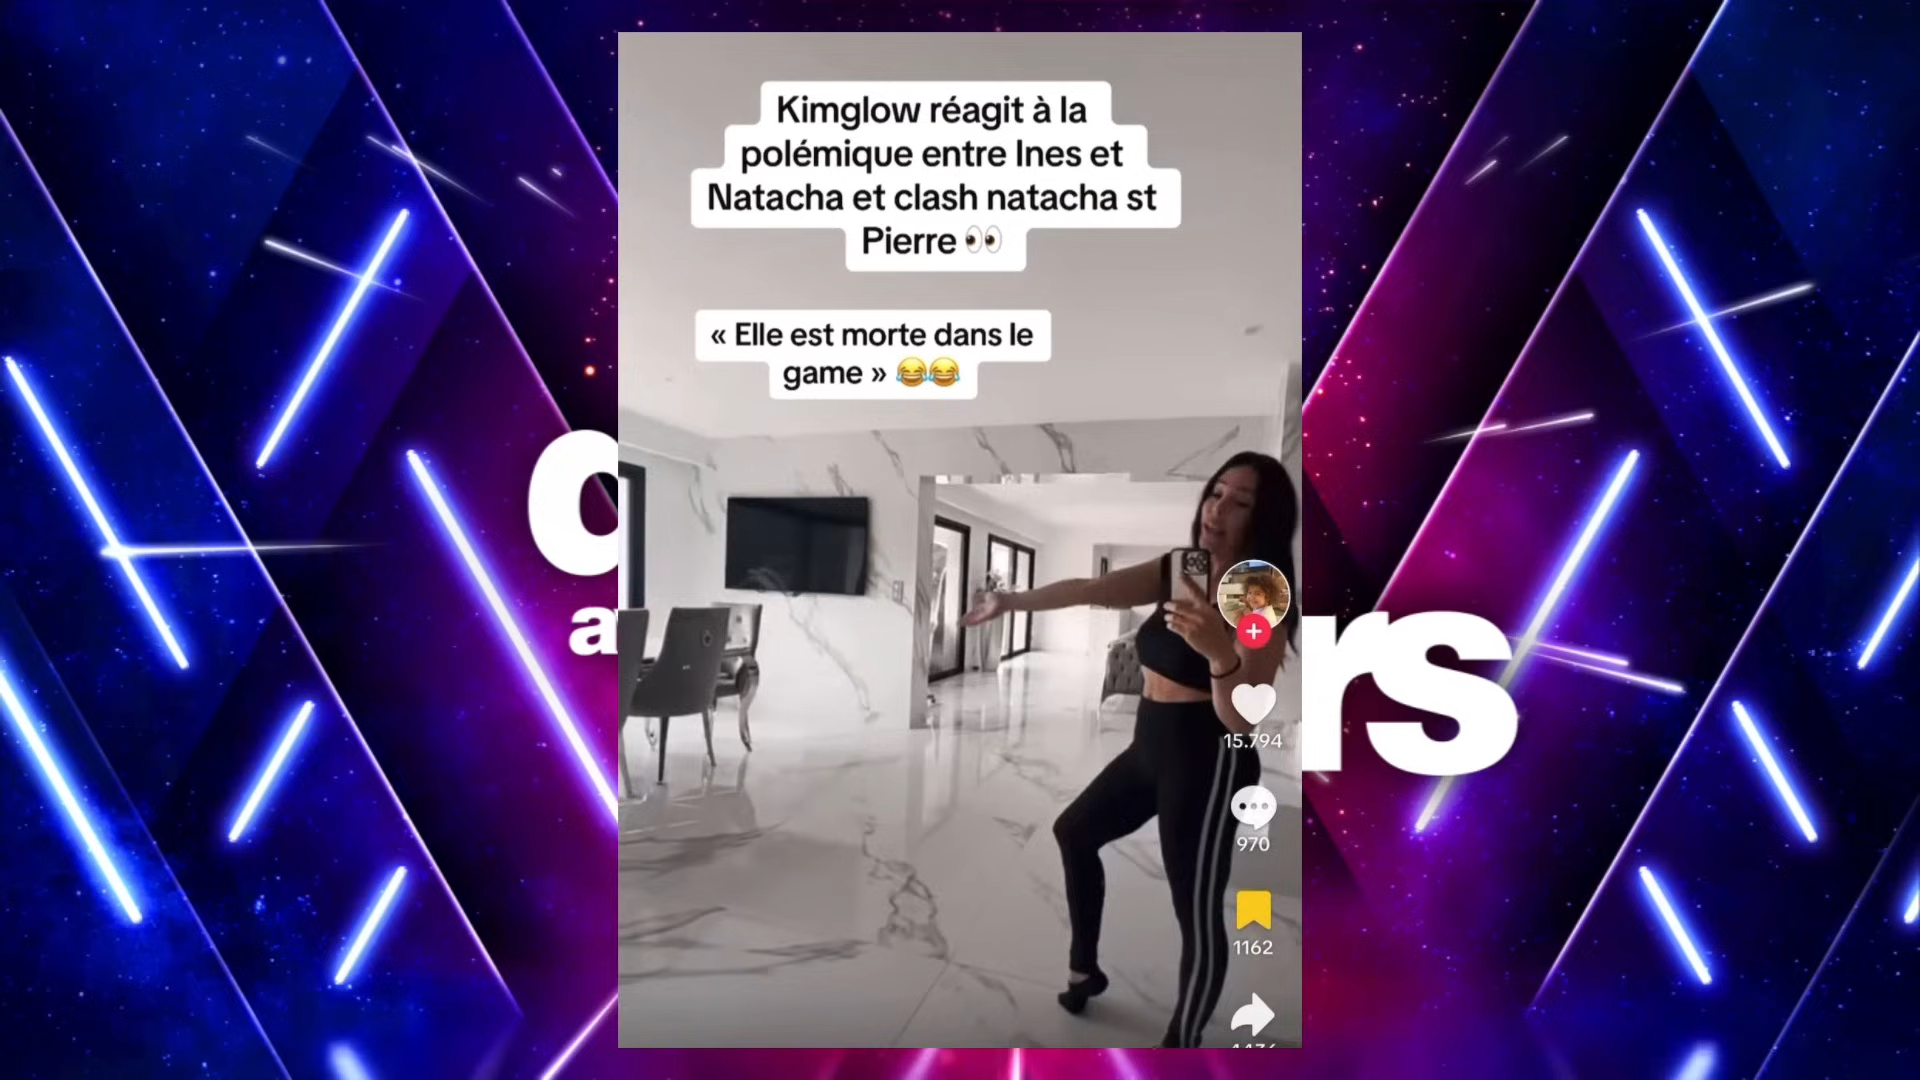 Kimglow réagit à la
polémique entre Ines et
Natacha et clash natacha st
Pierre 👀
« Elle est morte dans le
game » 😂😂
15.794
970
1162
rs